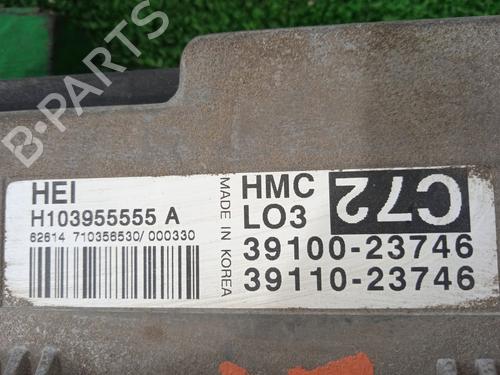 B-PARTS
HEI
H103955555 A
62614 710356530/ 000330
MADE IN KOREA
HMC
LO3
C72
39100-23746
39110-23746